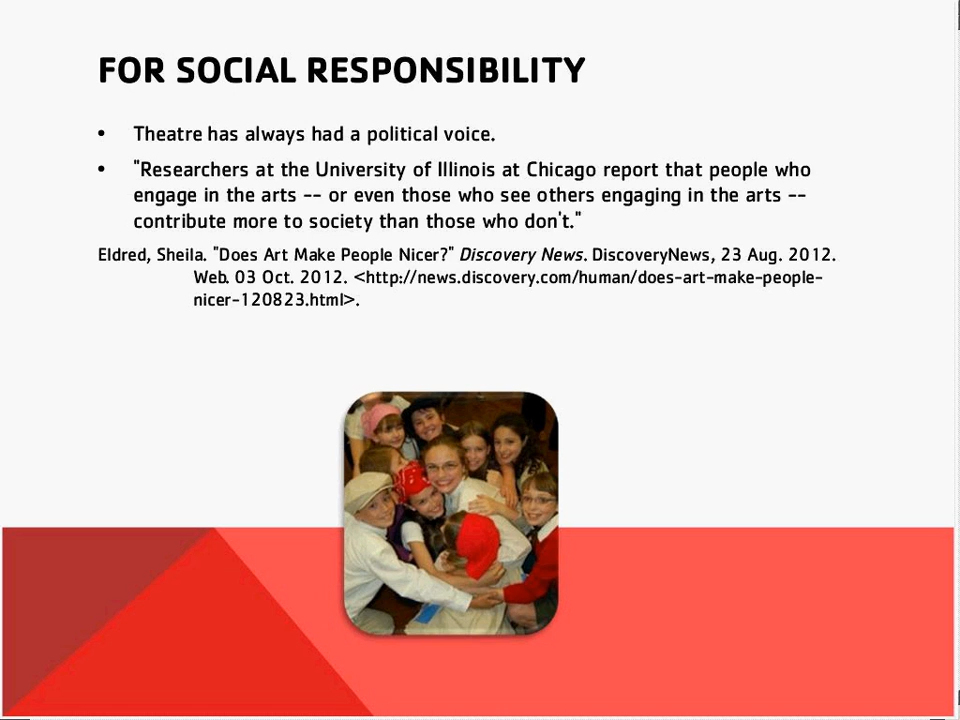 FOR SOCIAL RESPONSIBILITY
• Theatre has always had a political voice.
• "Researchers at the University of Illinois at Chicago report that people who
engage in the arts -- or even those who see others engaging in the arts --
contribute more to society than those who don't."
Eldred, Sheila. "Does Art Make People Nicer?" Discovery News. DiscoveryNews, 23 Aug. 2012.
Web. 03 Oct. 2012. <http://news.discovery.com/human/does-art-make-people-
nicer-120823.html>.